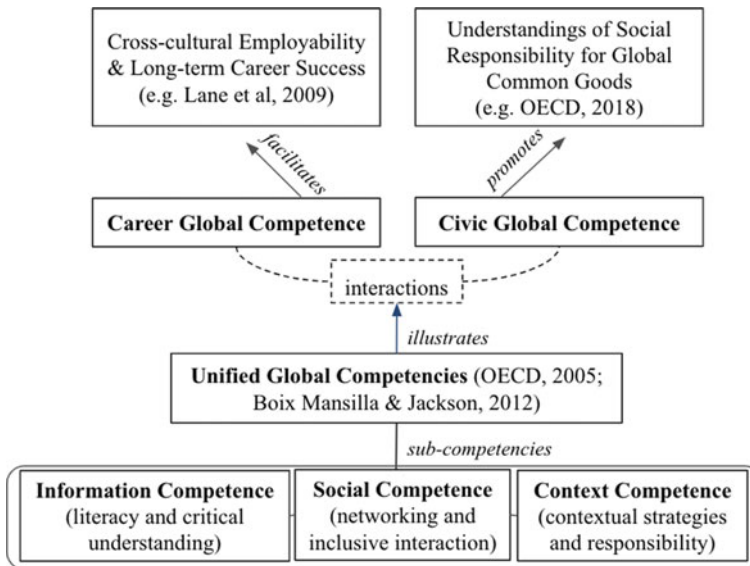 Cross-cultural Employability
& Long-term Career Success
(e.g. Lane et al, 2009)
Understandings of Social
Responsibility for Global
Common Goods
(e.g. OECD, 2018)
facilitates
promotes
Career Global Competence
Civic Global Competence
interactions
illustrates
Unified Global Competencies (OECD, 2005;
Boix Mansilla & Jackson, 2012)
sub-competencies
Information Competence
(literacy and critical
understanding)
Social Competence
(networking and
inclusive interaction)
Context Competence
(contextual strategies
and responsibility)